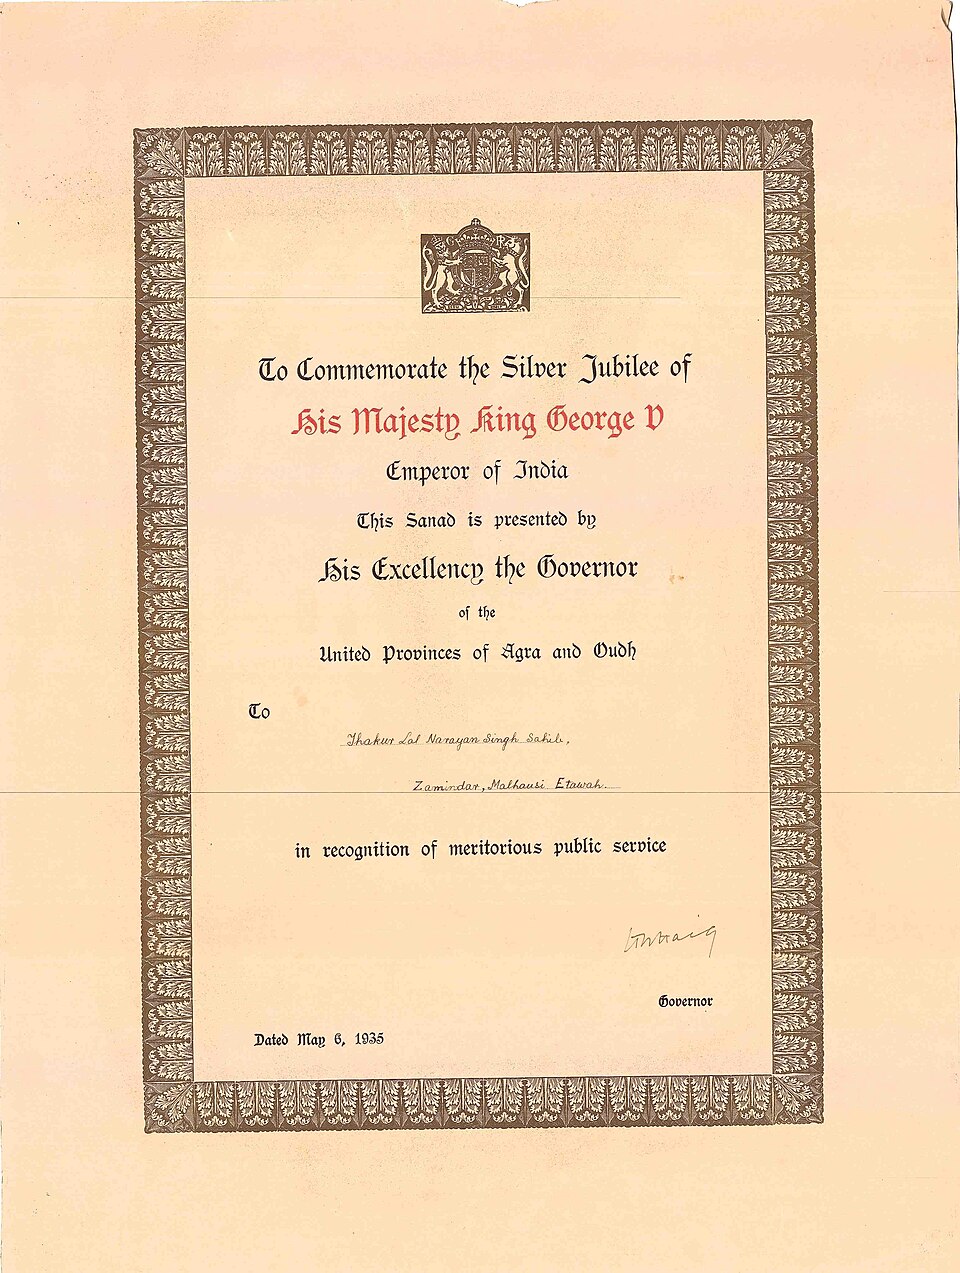 To Commemorate the Silver Jubilee of
His Majesty King George V
Emperor of India
This Sanad is presented by
His Excellency the Governor
of the
United Provinces of Agra and Oudh
To
Thakur Lal Narayan Singh Sahib,
Zamindar, Malhausi Etawah.
in recognition of meritorious public service
HGHaig
Governor
Dated May 6, 1935